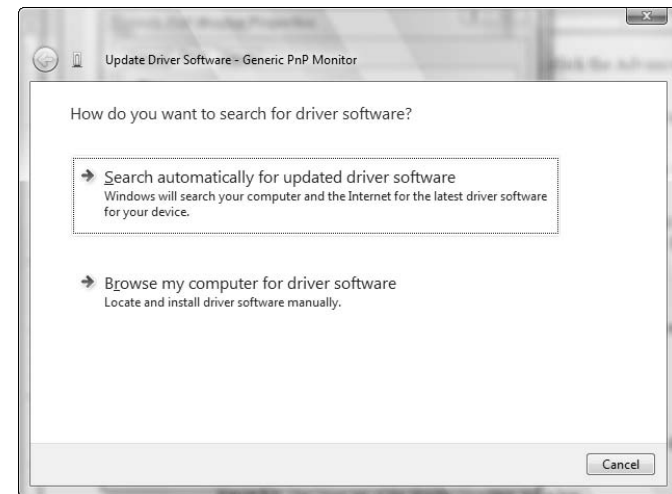 Update Driver Software - Generic PnP Monitor
How do you want to search for driver software?
Search automatically for updated driver software
Windows will search your computer and the Internet for the latest driver software
for your device.
Browse my computer for driver software
Locate and install driver software manually.
Cancel